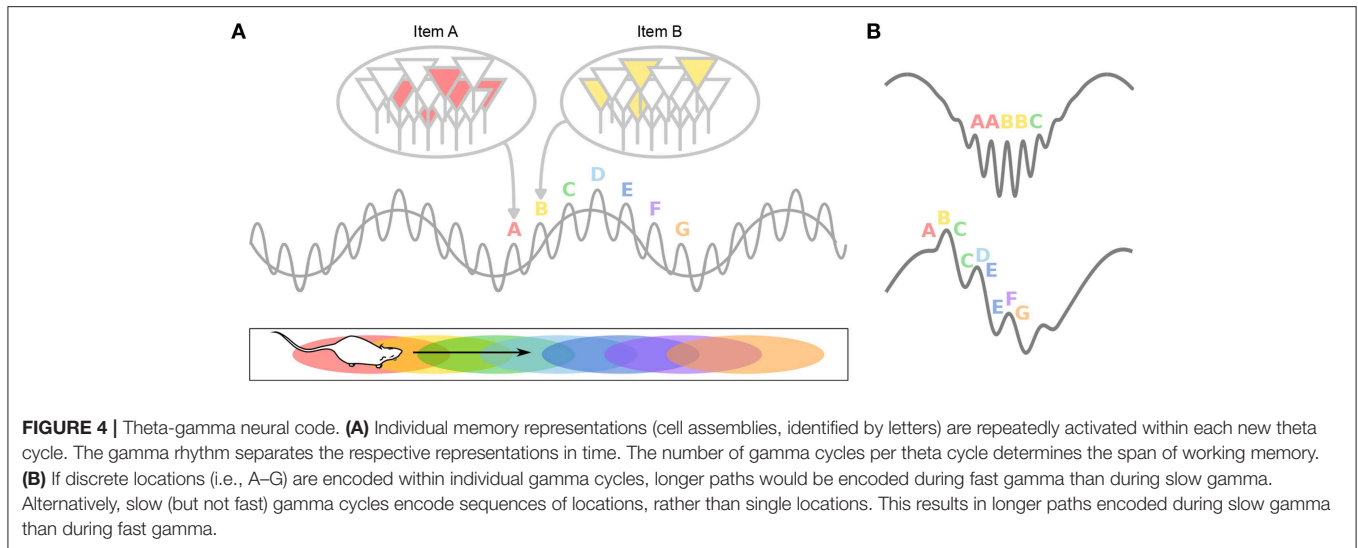 A
Item A
Item B
B
A
B
C
D
E
F
G
AABBC
A
B
C
C
D
E
E
F
G
FIGURE 4 | Theta-gamma neural code. (A) Individual memory representations (cell assemblies, identified by letters) are repeatedly activated within each new theta
cycle. The gamma rhythm separates the respective representations in time. The number of gamma cycles per theta cycle determines the span of working memory.
(B) If discrete locations (i.e., A–G) are encoded within individual gamma cycles, longer paths would be encoded during fast gamma than during slow gamma.
Alternatively, slow (but not fast) gamma cycles encode sequences of locations, rather than single locations. This results in longer paths encoded during slow gamma
than during fast gamma.